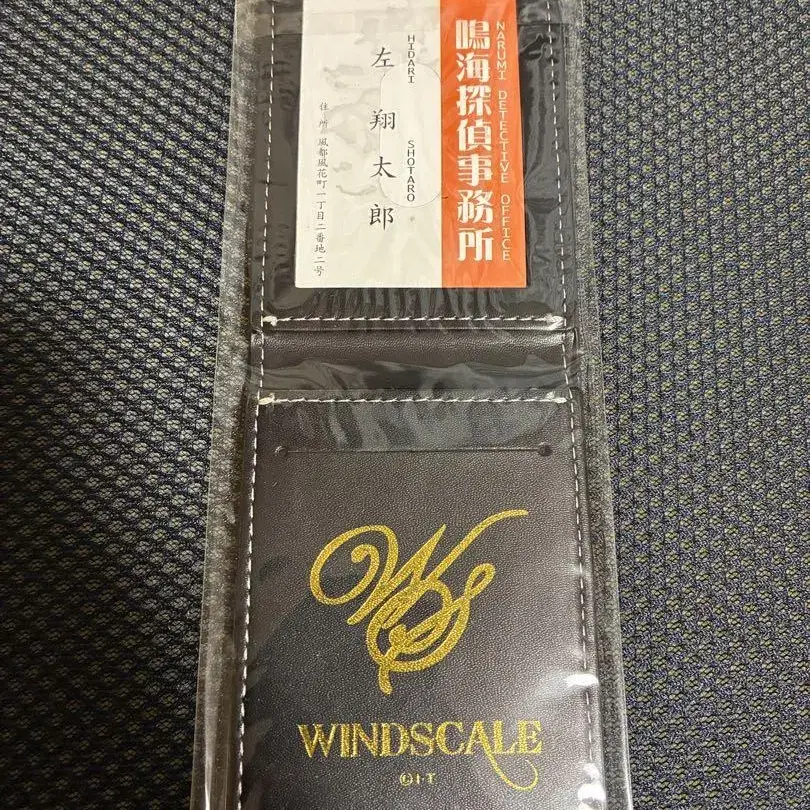 鳴海探偵事務所
NARUMI DETECTIVE OFFICE
左 翔太郎
HIDARI SHOTARO
住所 風都風花町一丁目二番地二号
WS
WINDSCALE
©I・T